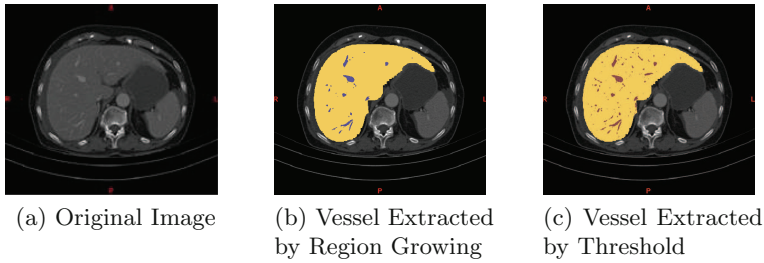 A A
R L R L R L
P P P
(a) Original Image
(b) Vessel Extracted
by Region Growing
(c) Vessel Extracted
by Threshold